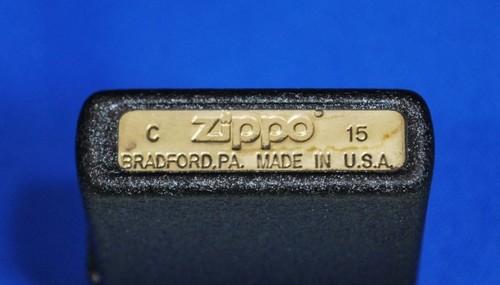 C Zippo 15
BRADFORD,PA. MADE IN U.S.A.